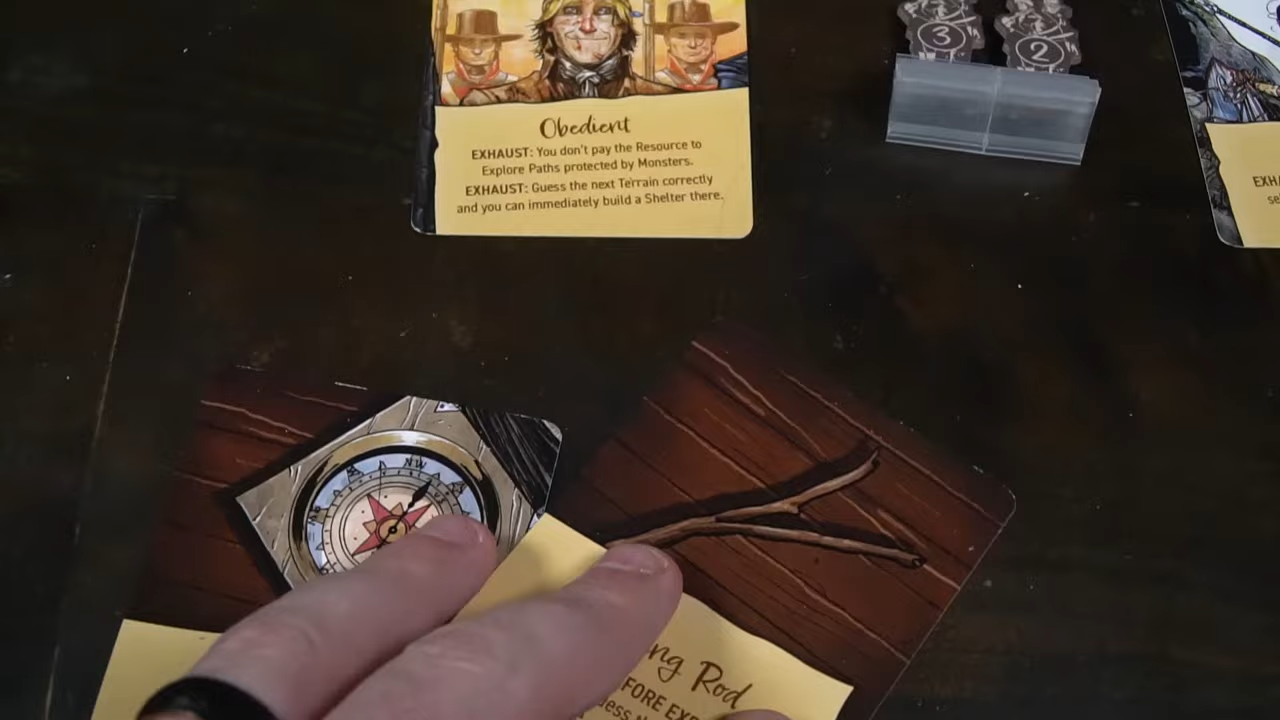 3
2
Obedient
EXHAUST: You don't pay the Resource to
Explore Paths protected by Monsters.
EXHAUST: Guess the next Terrain correctly
and you can immediately build a Shelter there.
NW
Rod